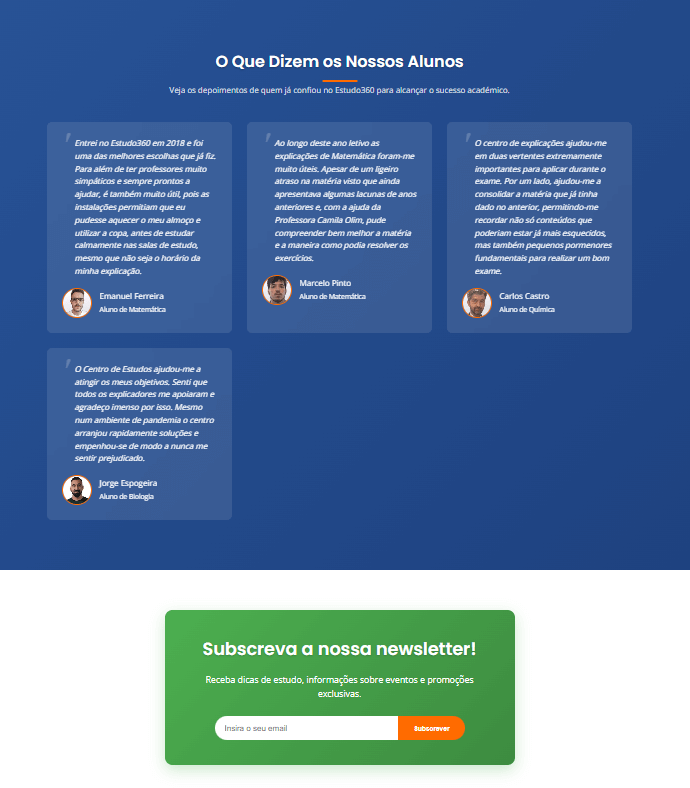 O Que Dizem os Nossos Alunos
Veja os depoimentos de quem já confiou no Estudo360 para alcançar o sucesso académico.
Entrei no Estudo360 em 2018 e foi
uma das melhores escolhas que já fiz.
Para além de ter professores muito
simpáticos e sempre prontos a
ajudar, é também muito útil, pois as
instalações permitiam que eu
pudesse aquecer o meu almoço e
utilizar a copa, antes de estudar
calmamente nas salas de estudo,
mesmo que não seja o horário da
minha explicação.
Emanuel Ferreira
Aluno de Matemática
Ao longo deste ano letivo as
explicações de Matemática foram-me
muito úteis. Apesar de um ligeiro
atraso na matéria visto que ainda
apresentava algumas lacunas de anos
anteriores e, com a ajuda da
Professora Camila Olim, pude
compreender bem melhor a matéria
e a maneira como podia resolver os
exercícios.
Marcelo Pinto
Aluno de Matemática
O centro de explicações ajudou-me
em duas vertentes extremamente
importantes para aplicar durante o
exame. Por um lado, ajudou-me a
consolidar a matéria que já tinha
dado no anterior, permitindo-me
recordar não só conteúdos que
poderiam estar já mais esquecidos,
mas também pequenos pormenores
fundamentais para realizar um bom
exame.
Carlos Castro
Aluno de Química
O Centro de Estudos ajudou-me a
atingir os meus objetivos. Senti que
todos os explicadores me apoiaram e
agradeço imenso por isso. Mesmo
num ambiente de pandemia o centro
arranjou rapidamente soluções e
empenhou-se de modo a nunca me
sentir prejudicado.
Jorge Espogeira
Aluno de Biologia
Subscreva a nossa newsletter!
Receba dicas de estudo, informações sobre eventos e promoções
exclusivas.
Insira o seu email
Subscrever